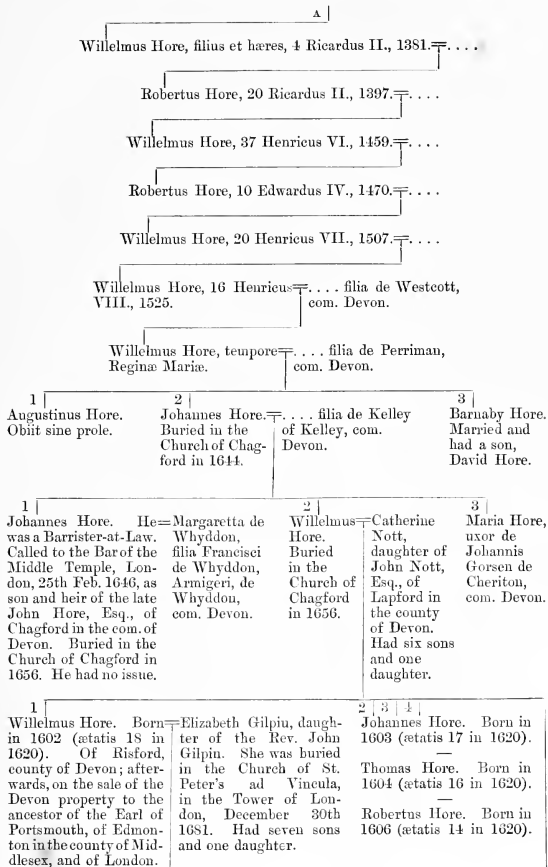 A
Willelmus Hore, filius et hæres, 4 Ricardus II., 1381.=. . . .
Robertus Hore, 20 Ricardus II., 1397.=. . . .
Willelmus Hore, 37 Henricus VI., 1459.=. . . .
Robertus Hore, 10 Edwardus IV., 1470.=. . . .
Willelmus Hore, 20 Henricus VII., 1507.=. . . .
Willelmus Hore, 16 Henricus=. . . . filia de Westcott,
VIII., 1525. com. Devon.
Willelmus Hore, tempore=. . . . filia de Perriman,
Reginæ Mariæ. com. Devon.
1
Augustinus Hore.
Obiit sine prole.
2
Johannes Hore.=. . . . filia de Kelley
Buried in the of Kelley, com.
Church of Chag- Devon.
ford in 1644.
3
Barnaby Hore.
Married and
had a son,
David Hore.
1
Johannes Hore. He=
was a Barrister-at-Law.
Called to the Bar of the
Middle Temple, Lon-
don, 25th Feb. 1646, as
son and heir of the late
John Hore, Esq., of
Chagford in the com. of
Devon. Buried in the
Church of Chagford in
1656. He had no issue.
Margaretta de
Whyddon,
filia Francisci
de Whyddon,
Armigeri, de
Whyddon,
com. Devon.
2
Willelmus=
Hore.
Buried
in the
Church of
Chagford
in 1656.
Catherine
Nott,
daughter of
John Nott,
Esq., of
Lapford in
the county
of Devon.
Had six sons
and one
daughter.
3
Maria Hore,
uxor de
Johannis
Gorsen de
Cheriton,
com. Devon.
1
Willelmus Hore. Born=
in 1602 (ætatis 18 in
1620). Of Risford,
county of Devon; after-
wards, on the sale of the
Devon property to the
ancestor of the Earl of
Portsmouth, of Edmon-
ton in the county of Mid-
dlesex, and of London.
Elizabeth Gilpin, daugh-
ter of the Rev. John
Gilpin. She was buried
in the Church of St.
Peter's ad Vincula,
in the Tower of Lon-
don, December 30th
1681. Had seven sons
and one daughter.
2 3 4
Johannes Hore. Born in
1603 (ætatis 17 in 1620).
—
Thomas Hore. Born in
1604 (ætatis 16 in 1620).
—
Robertus Hore. Born in
1606 (ætatis 14 in 1620).